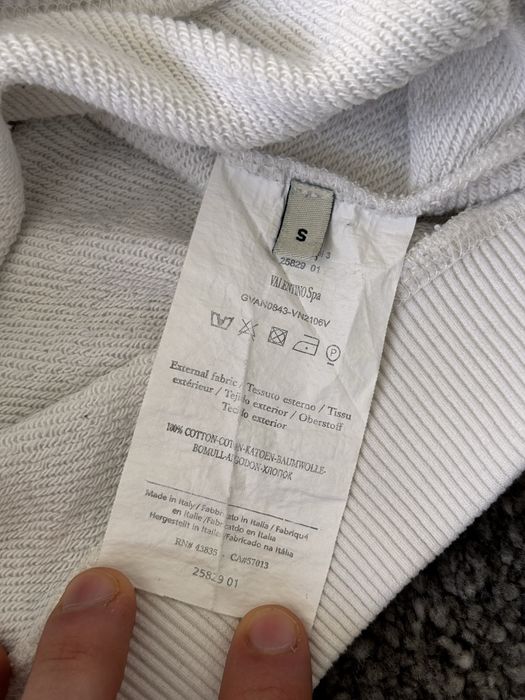 S
3
25829 01
VALENTINO Spa
GVAN0843-VN2106V
P
External fabric / Tessuto esterno / Tissu
extérieur / Tejido exterior / Oberstoff
Tecido exterior
100% COTTON-COTON-KATOEN-BAUMWOLLE-
BOMULL-ALGODON-ΧΛΟΠΟΚ
Made in Italy/Fabbricato in Italia / Fabriqué
en Italie /Fabricado en Italia
Hergestellt in Italien/Fabricado na Itália
RN# 43835 - CA#57013
25829 01